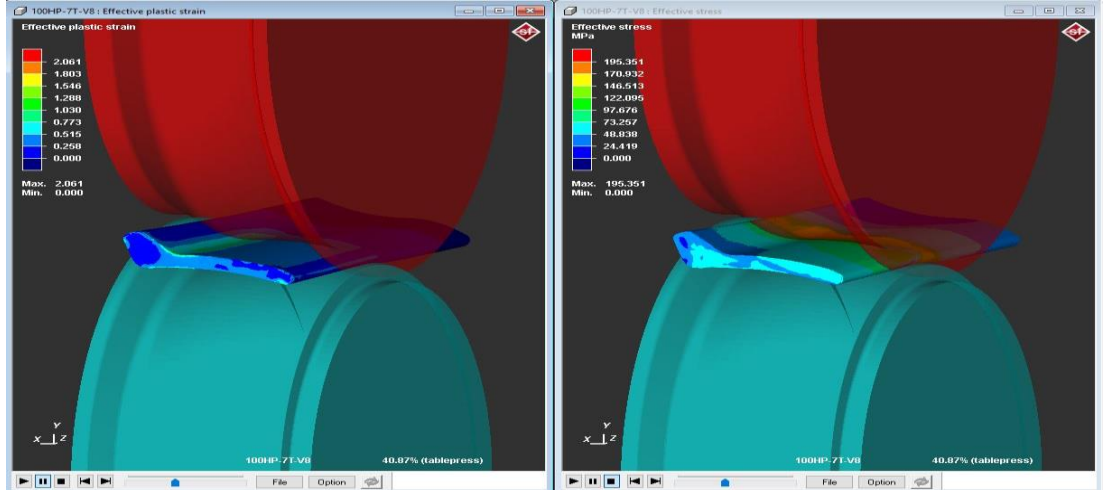 100HP-7T-V8 : Effective plastic strain
Effective plastic strain
2.061
1.803
1.546
1.288
1.030
0.773
0.515
0.258
0.000
Max. 2.061
Min. 0.000
Y
X Z
100HP-7T-V8 40.87% (tablepress)
File Option
100HP-7T-V8 : Effective stress
Effective stress
MPa
195.351
170.932
146.513
122.095
97.676
73.257
48.838
24.419
0.000
Max. 195.351
Min. 0.000
Y
X Z
100HP-7T-V8 40.87% (tablepress)
File Option